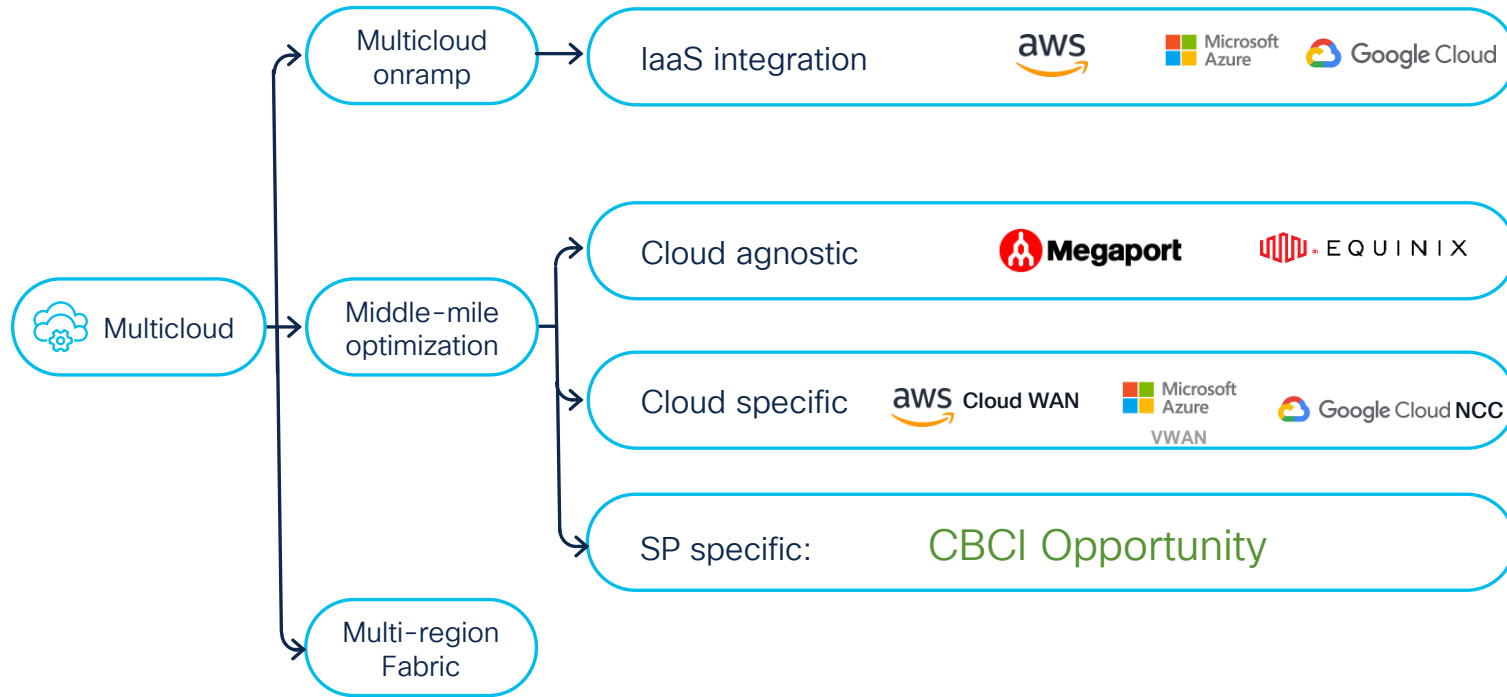 Multicloud
Multicloud
onramp
IaaS integration
aws
Microsoft
Azure
Google Cloud
Middle-mile
optimization
Cloud agnostic
Megaport
EQUINIX
Cloud specific
aws Cloud WAN
Microsoft
Azure
VWAN
Google Cloud NCC
SP specific:
CBCI Opportunity
Multi-region
Fabric